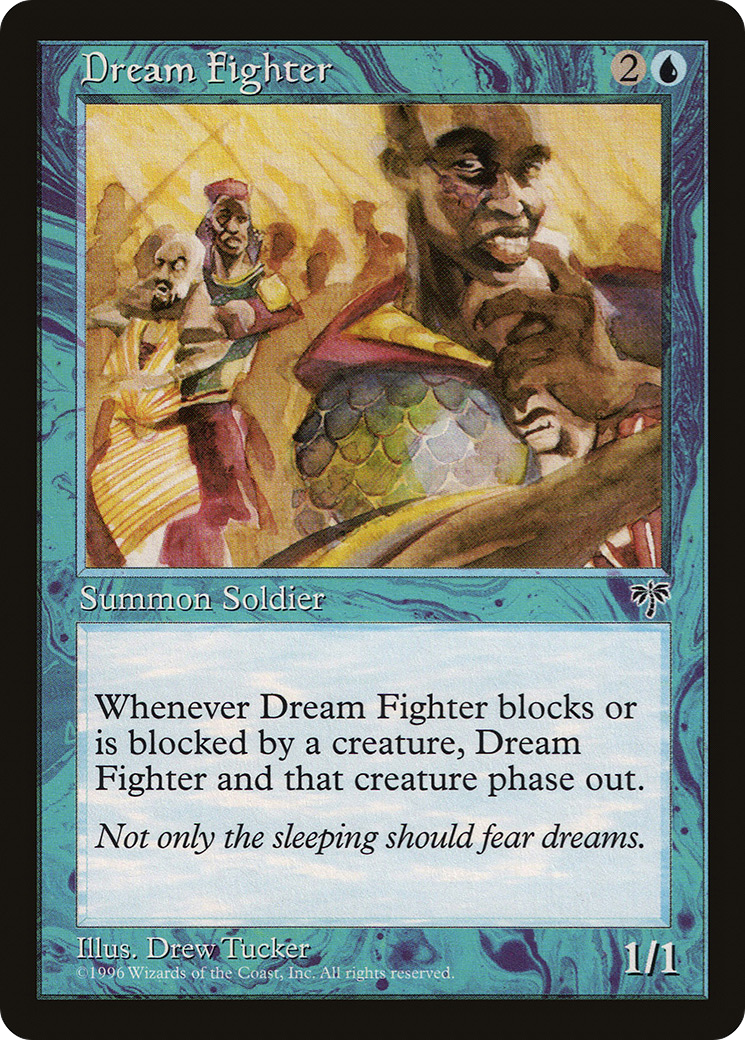 Dream Fighter 2
Summon Soldier
Whenever Dream Fighter blocks or
is blocked by a creature, Dream
Fighter and that creature phase out.
Not only the sleeping should fear dreams.
Illus. Drew Tucker
©1996 Wizards of the Coast, Inc. All rights reserved.
1/1